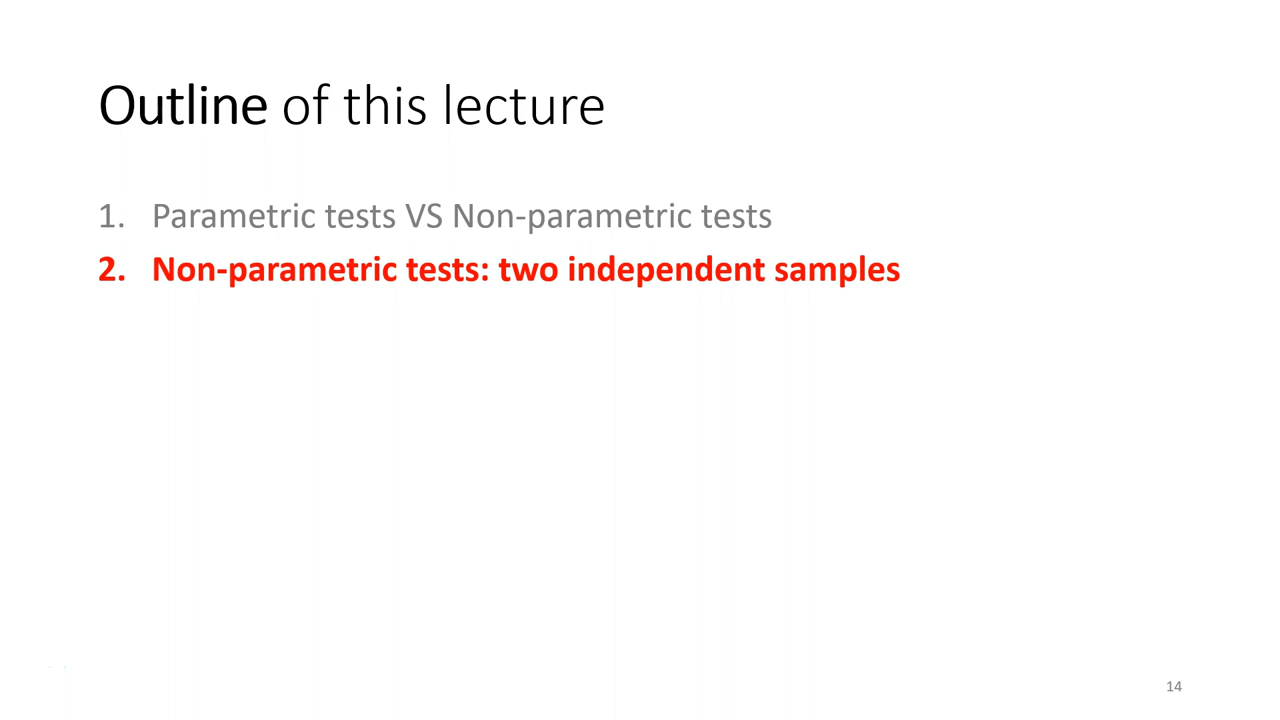 Outline of this lecture
1. Parametric tests VS Non-parametric tests
2. Non-parametric tests: two independent samples
14